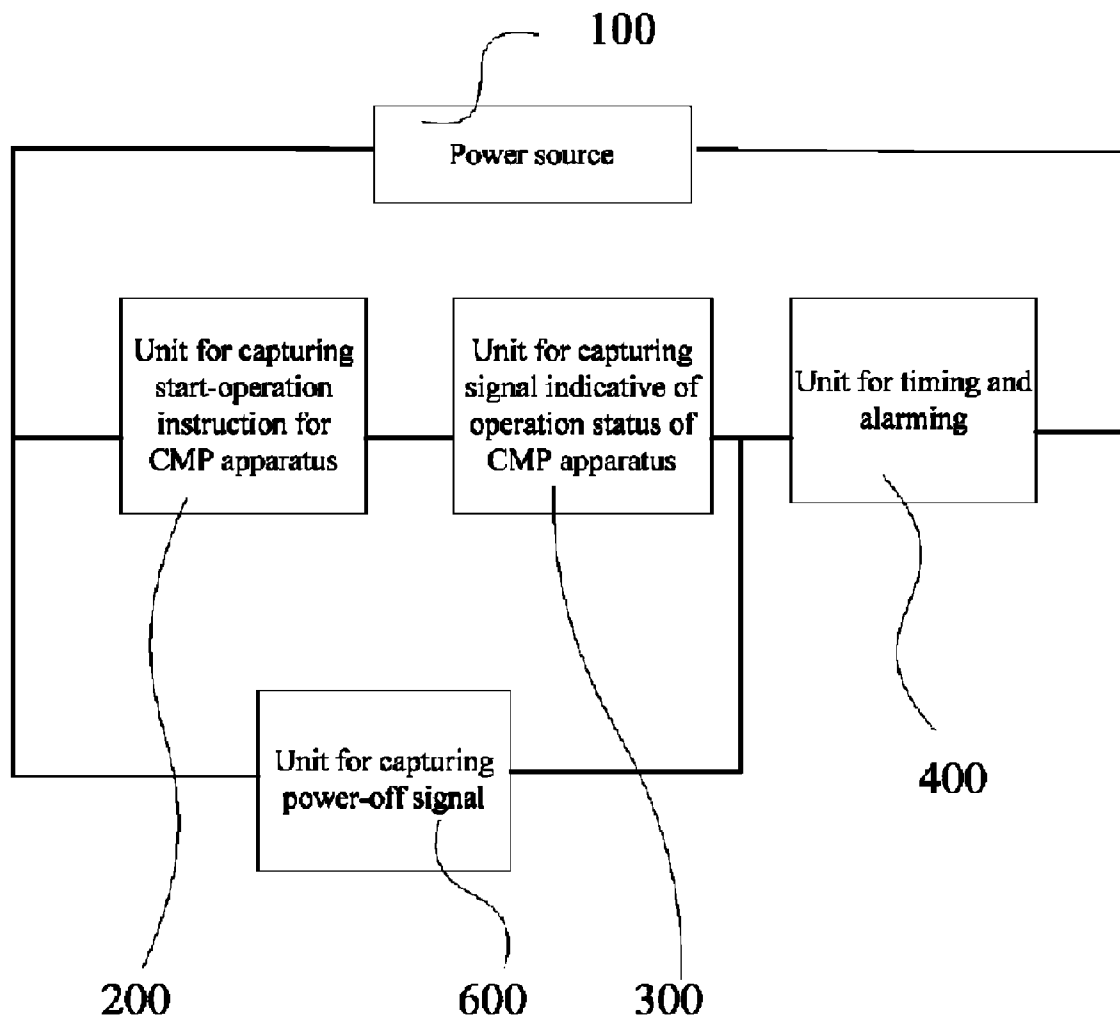 100
Power source
Unit for capturing
start-operation
instruction for
CMP apparatus
Unit for capturing
signal indicative of
operation status of
CMP apparatus
Unit for timing and
alarming
Unit for capturing
power-off signal
400
200
600
300